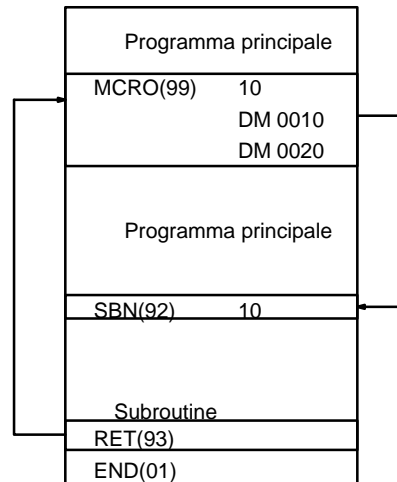 Programma principale
MCRO(99) 10
DM 0010
DM 0020
Programma principale
SBN(92) 10
Subroutine
RET(93)
END(01)